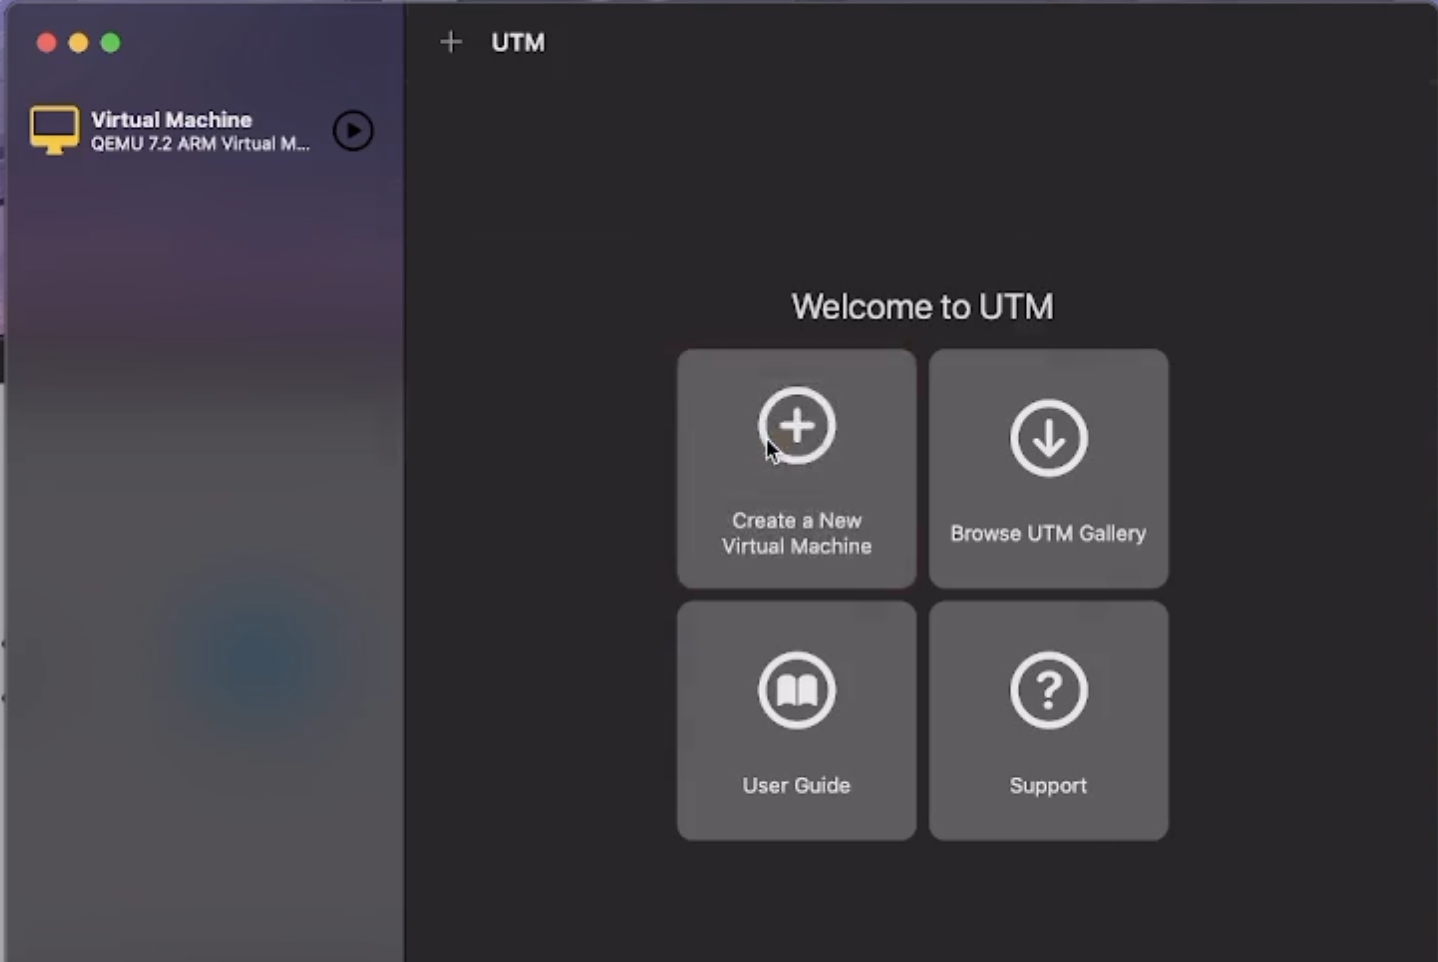 UTM
Virtual Machine
QEMU 7.2 ARM Virtual M...
Welcome to UTM
Create a New
Virtual Machine
Browse UTM Gallery
User Guide
Support